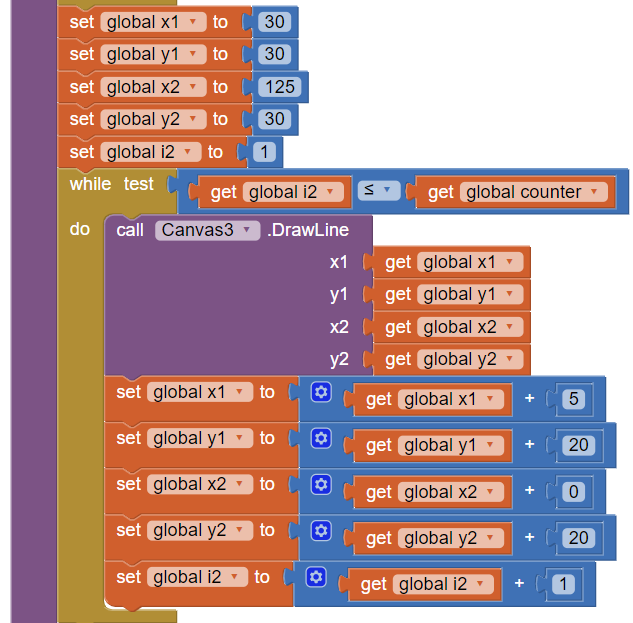 set global x1 to 30
set global y1 to 30
set global x2 to 125
set global y2 to 30
set global i2 to 1
while test get global i2 ≤ get global counter
do call Canvas3 .DrawLine
x1 get global x1
y1 get global y1
x2 get global x2
y2 get global y2
set global x1 to get global x1 + 5
set global y1 to get global y1 + 20
set global x2 to get global x2 + 0
set global y2 to get global y2 + 20
set global i2 to get global i2 + 1